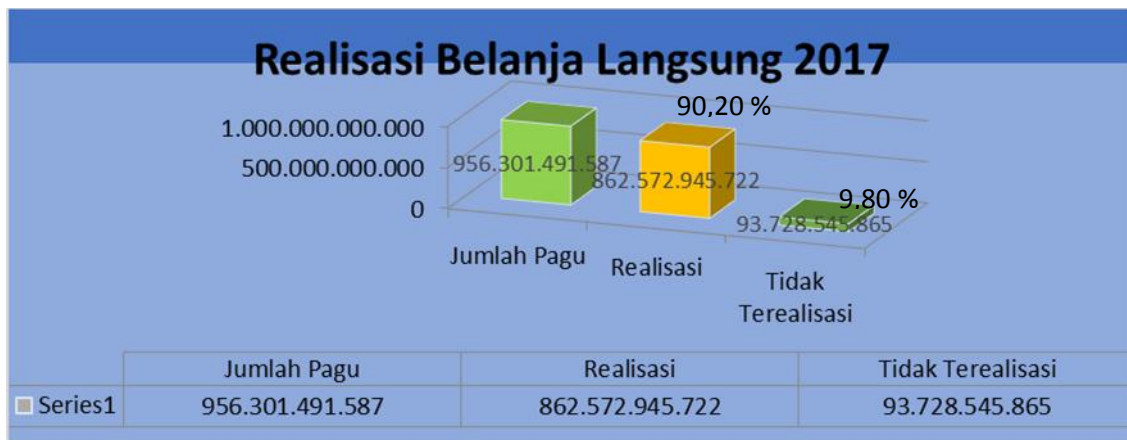 Realisasi Belanja Langsung 2017
90,20 %
1.000.000.000.000
500.000.000.000
0
956.301.491.587
862.572.945.722
9,80 %
93.728.545.865
Jumlah Pagu
Realisasi
Tidak
Terealisasi
Jumlah Pagu Realisasi Tidak Terealisasi
Series1 956.301.491.587 862.572.945.722 93.728.545.865